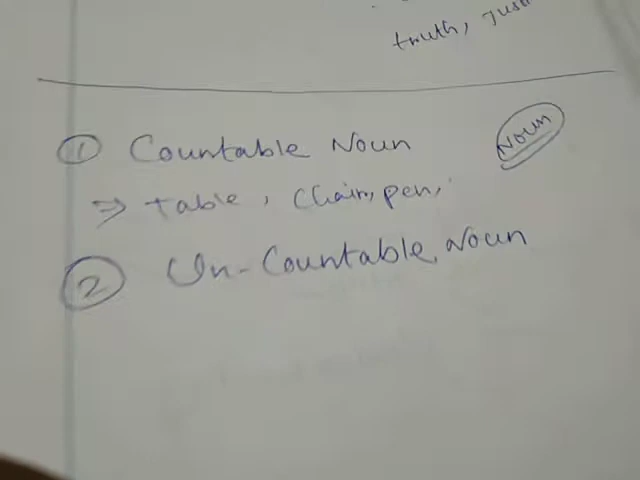 truth,
① Countable Noun
Noun
⇒ table, Chair, pen,
② Un-Countable Noun